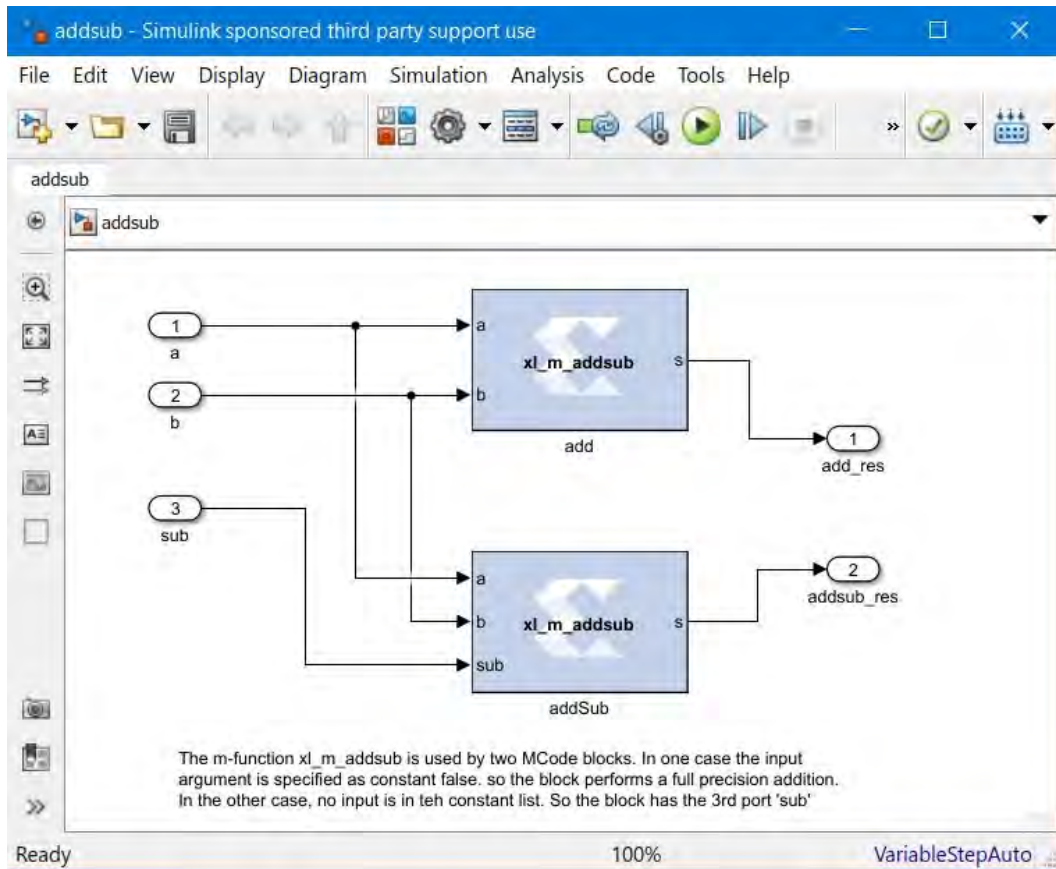 addsub - Simulink sponsored third party support use
File Edit View Display Diagram Simulation Analysis Code Tools Help
addsub
addsub
1
a
2
b
3
sub
a
b
xl_m_addsub
s
add
1
add_res
a
b
sub
xl_m_addsub
s
addSub
2
addsub_res
The m-function xl_m_addsub is used by two MCode blocks. In one case the input
argument is specified as constant false. so the block performs a full precision addition.
In the other case, no input is in teh constant list. So the block has the 3rd port 'sub'
Ready 100% VariableStepAuto